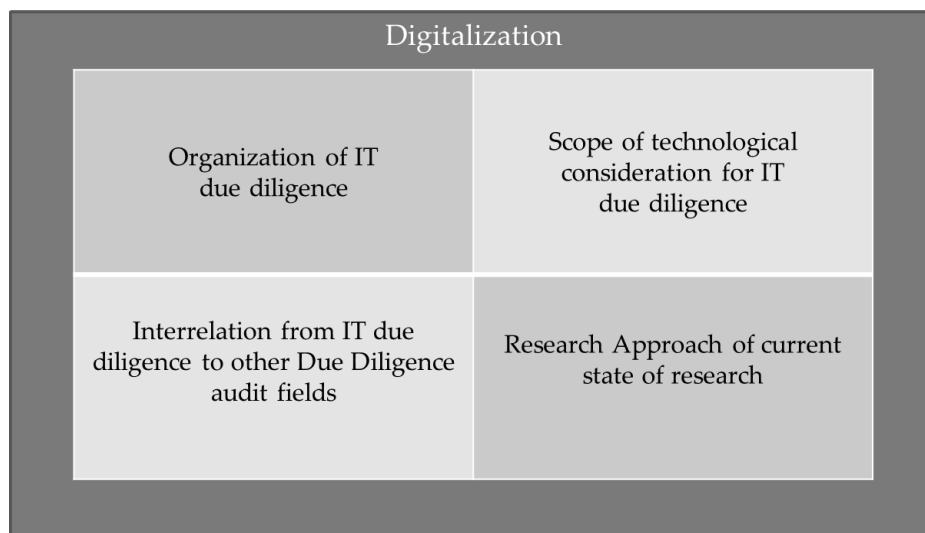 Digitalization
Organization of IT
due diligence
Scope of technological
consideration for IT
due diligence
Interrelation from IT due
diligence to other Due Diligence
audit fields
Research Approach of current
state of research